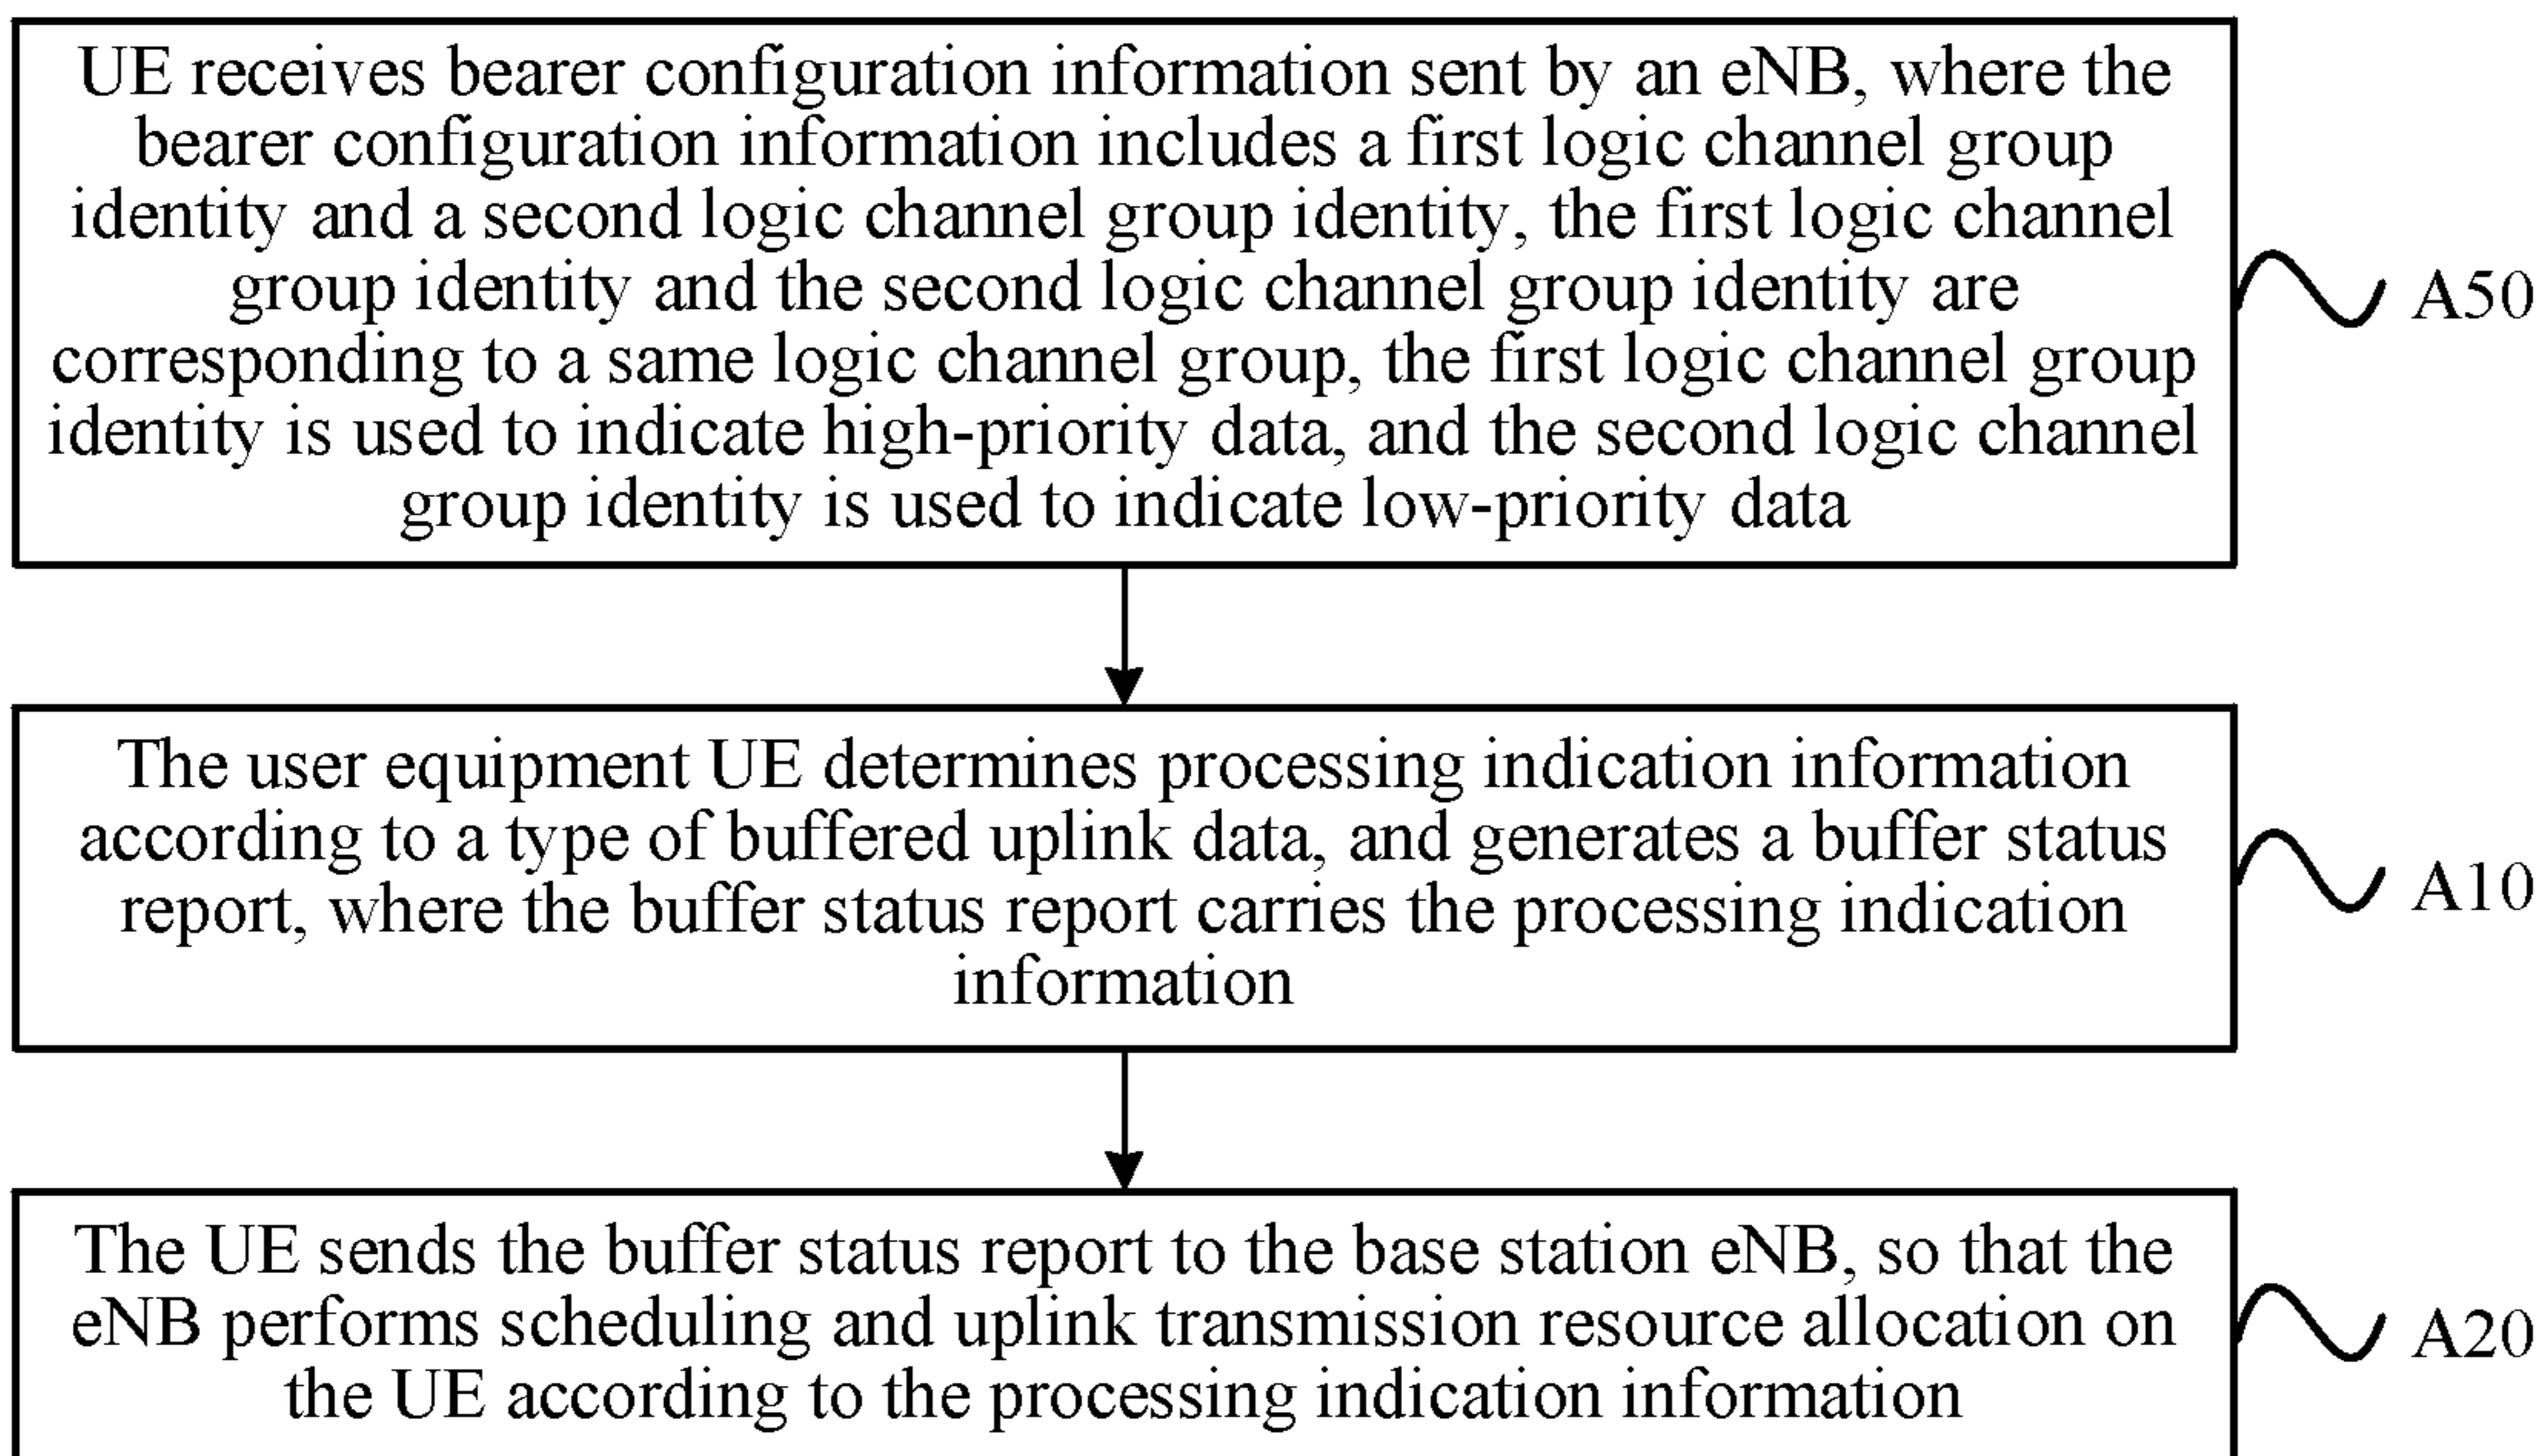 UE receives bearer configuration information sent by an eNB, where the
bearer configuration information includes a first logic channel group
identity and a second logic channel group identity, the first logic channel
group identity and the second logic channel group identity are
corresponding to a same logic channel group, the first logic channel group
identity is used to indicate high-priority data, and the second logic channel
group identity is used to indicate low-priority data
A50
The user equipment UE determines processing indication information
according to a type of buffered uplink data, and generates a buffer status
report, where the buffer status report carries the processing indication
information
A10
The UE sends the buffer status report to the base station eNB, so that the
eNB performs scheduling and uplink transmission resource allocation on
the UE according to the processing indication information
A20